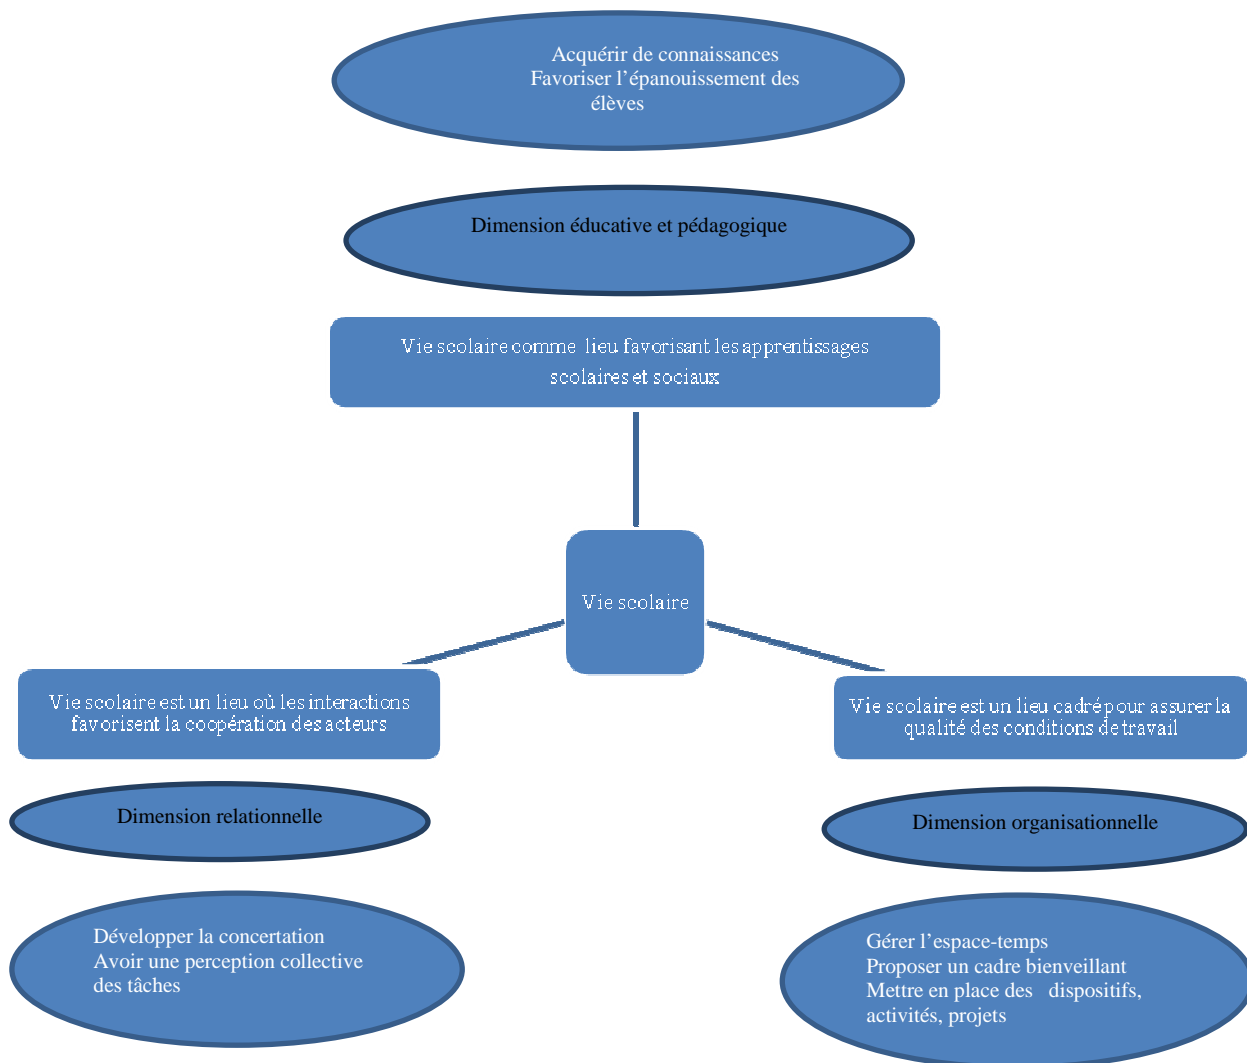 Acquérir de connaissances
Favoriser l’épanouissement des
élèves
Dimension éducative et pédagogique
Vie scolaire comme lieu favorisant les apprentissages
scolaires et sociaux
Vie scolaire
Vie scolaire est un lieu où les interactions
favorisent la coopération des acteurs
Dimension relationnelle
Développer la concertation
Avoir une perception collective
des tâches
Vie scolaire est un lieu cadré pour assurer la
qualité des conditions de travail
Dimension organisationnelle
Gérer l’espace-temps
Proposer un cadre bienveillant
Mettre en place des dispositifs,
activités, projets